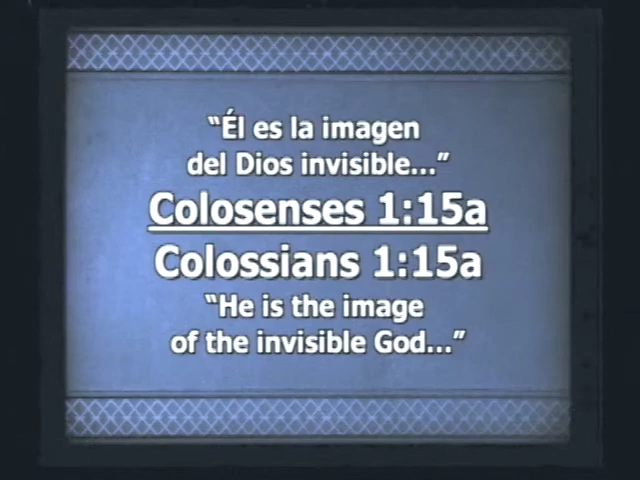 “Él es la imagen
del Dios invisible...”
Colosenses 1:15a
Colossians 1:15a
“He is the image
of the invisible God...”